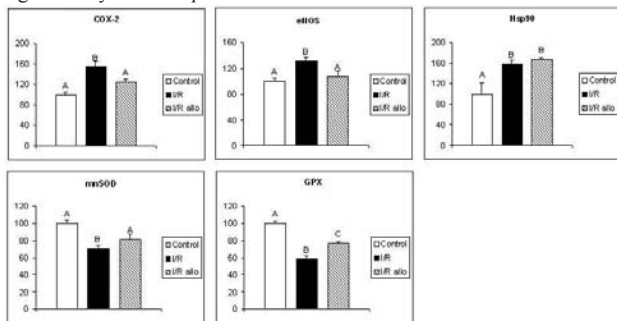 COX-2
200
160
120
80
40
0
A
B
A
Control
I/R
I/R allo
eNOS
160
120
80
40
0
A
B
A
Control
I/R
I/R allo
Hsp90
200
160
120
80
40
0
A
B
B
Control
I/R
I/R allo
mnSOD
120
100
80
60
40
20
0
A
B
A
Control
I/R
I/R allo
GPX
120
100
80
60
40
20
0
A
B
C
Control
I/R
I/R allo